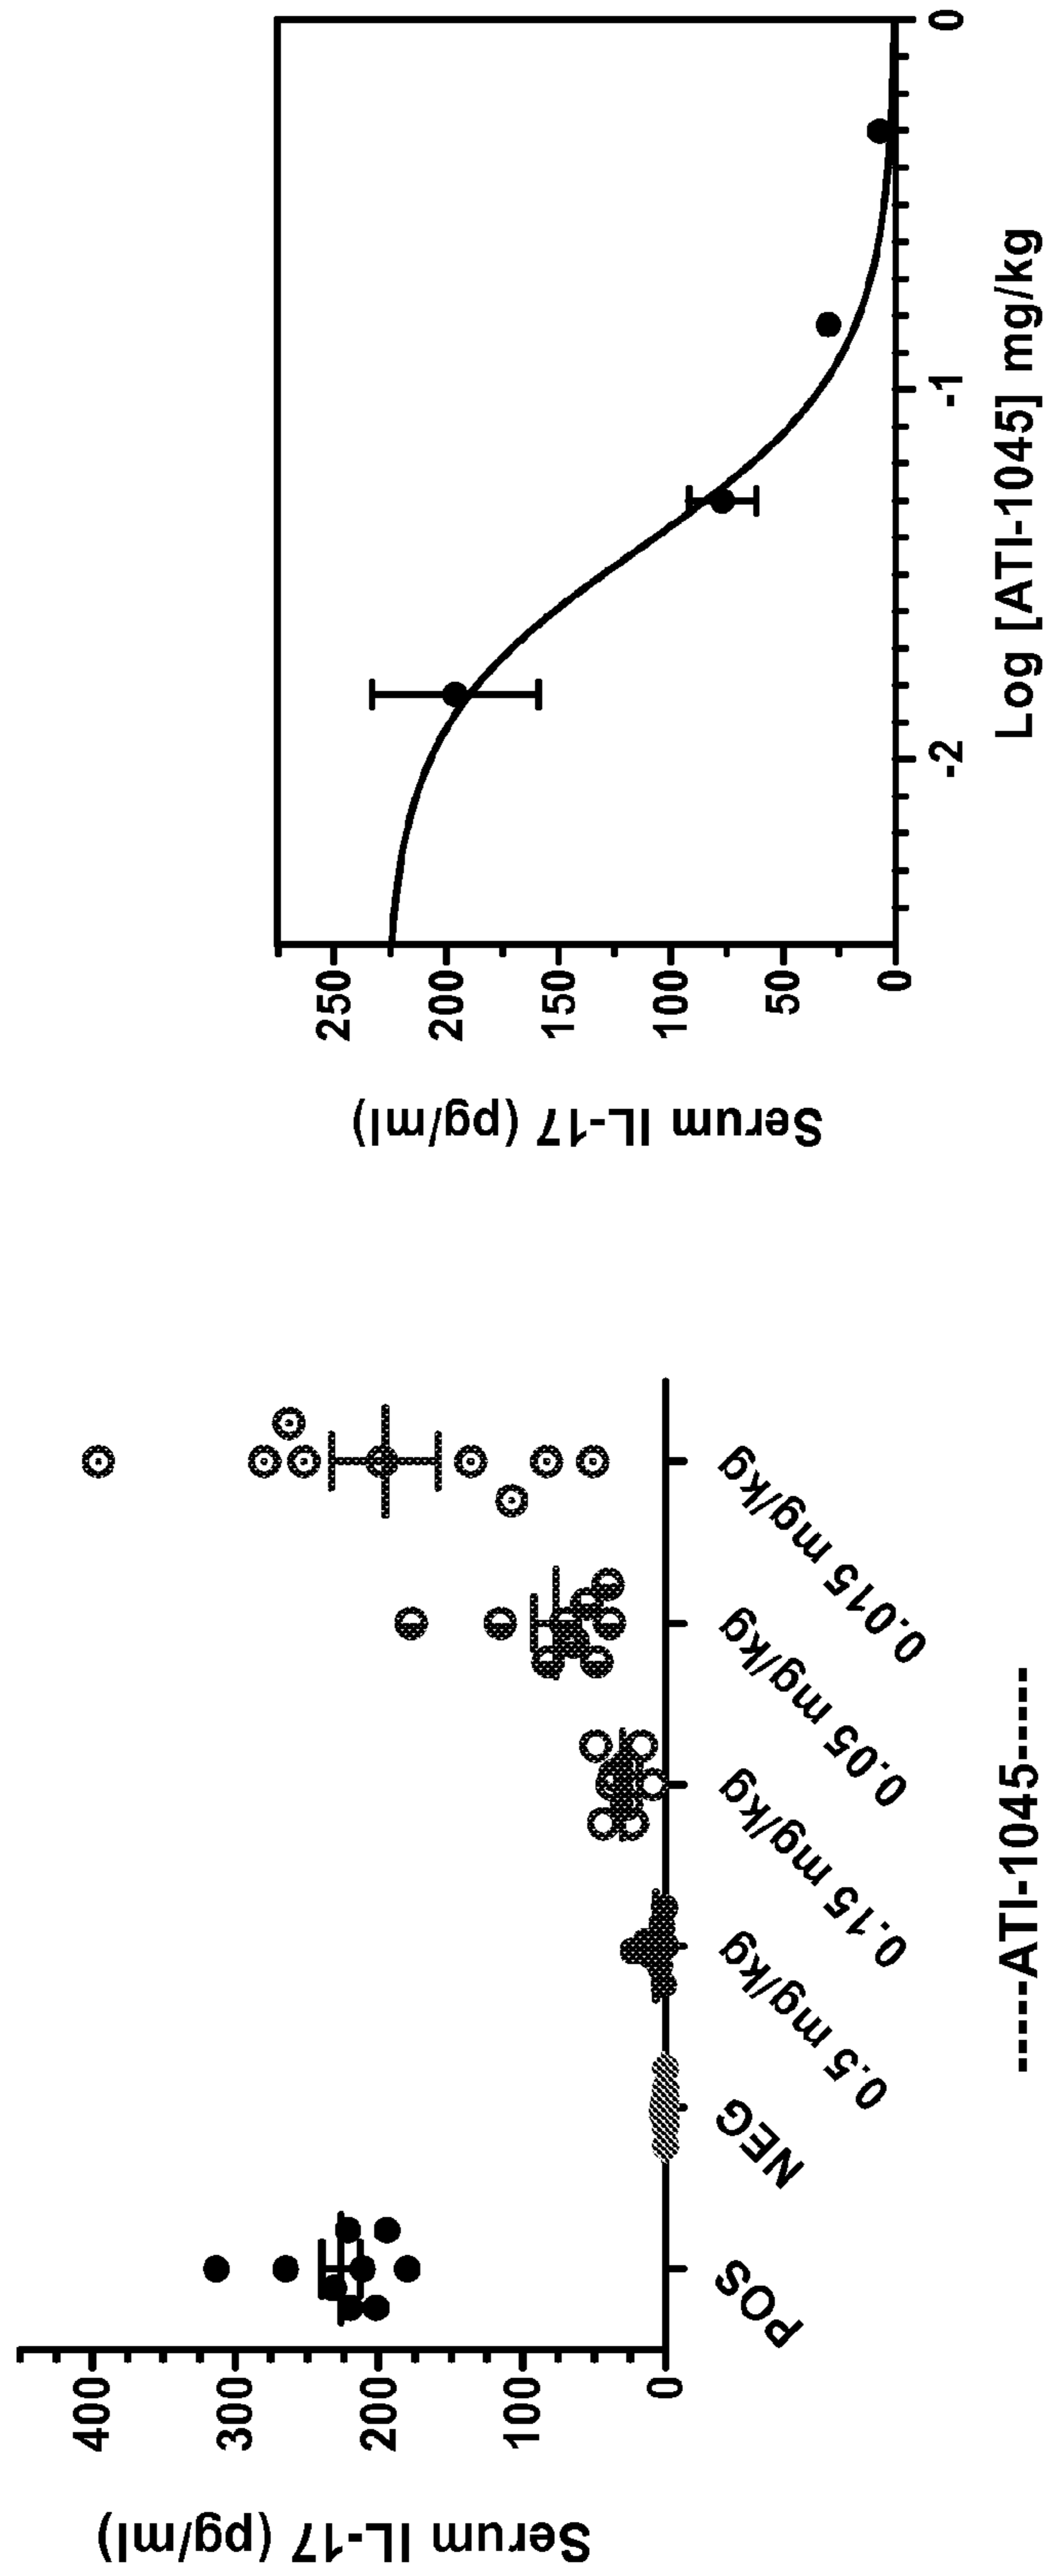 Serum IL-17 (pg/ml)
400
300
200
100
0
POS
NEG
0.5 mg/kg
0.15 mg/kg
0.05 mg/kg
0.015 mg/kg
-----ATI-1045-----
Serum IL-17 (pg/ml)
250
200
150
100
50
0
-2
-1
0
Log [ATI-1045] mg/kg